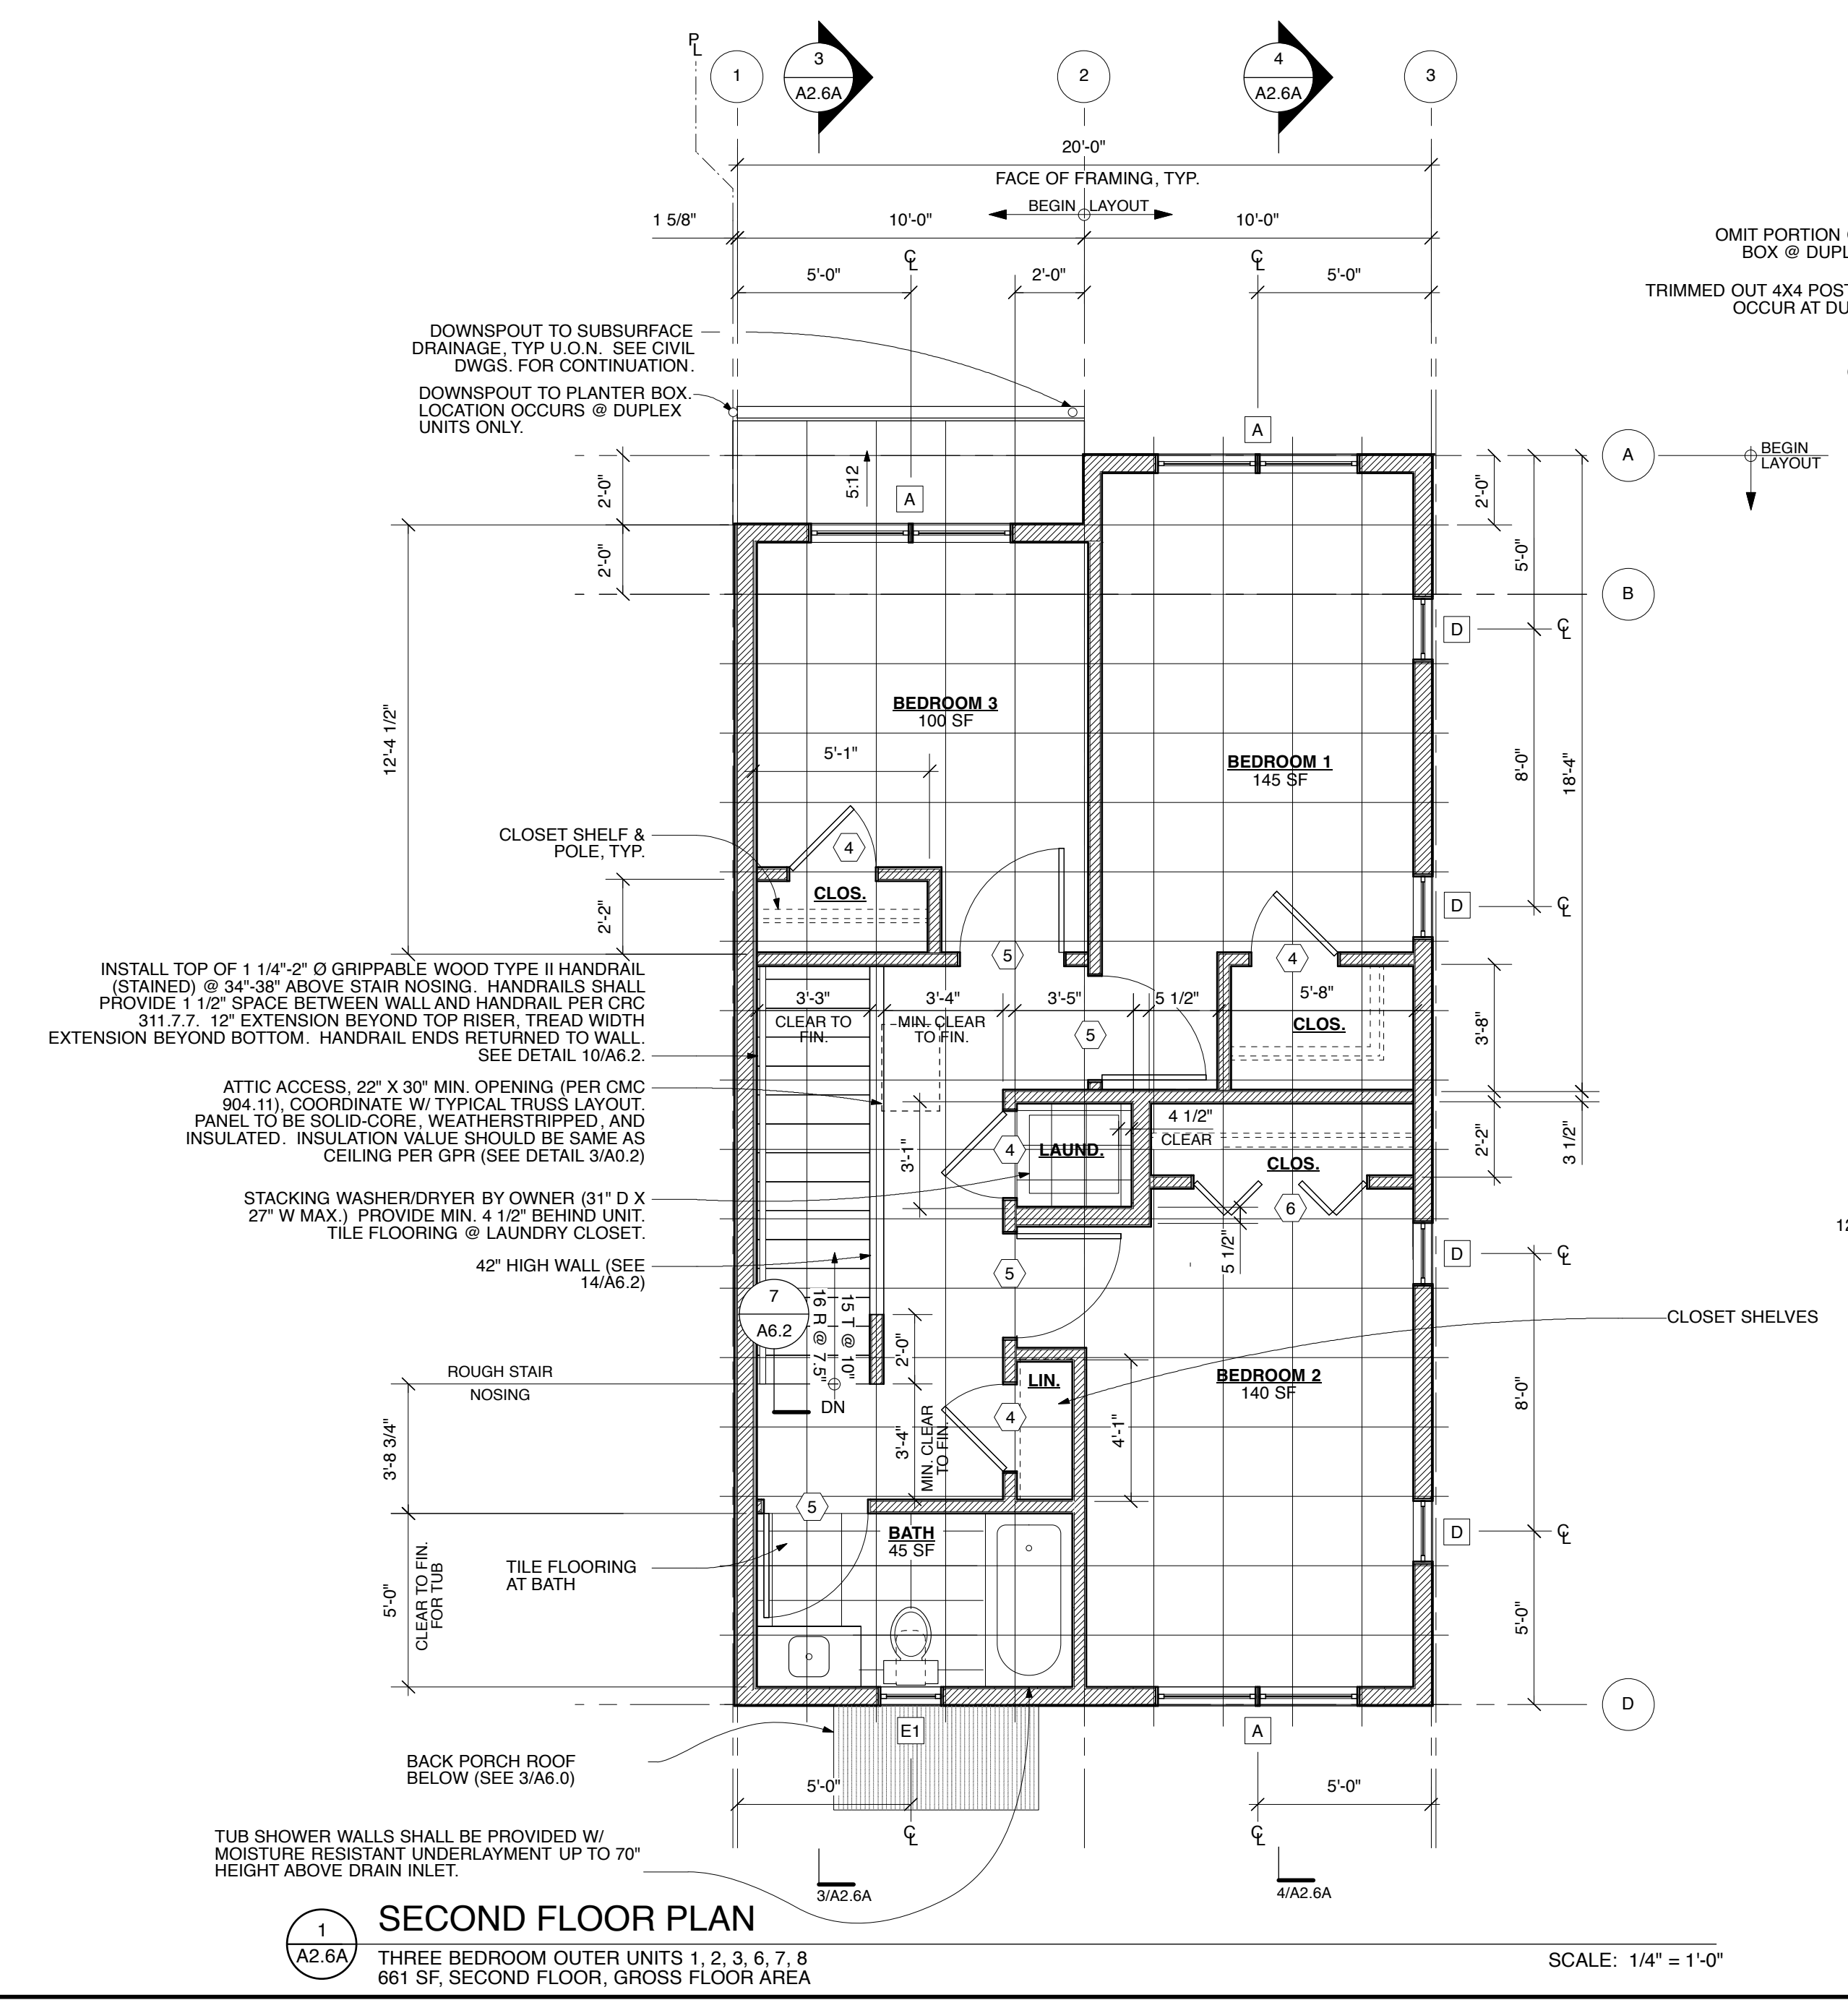 PL
1
3
A2.6A
2
4
A2.6A
3
20'-0"
FACE OF FRAMING, TYP.
BEGIN LAYOUT
1 5/8"
10'-0"
10'-0"
CL
CL
5'-0"
2'-0"
5'-0"
OMIT PORTION
BOX @ DUPL
TRIMMED OUT 4X4 POST
OCCUR AT DU
DOWNSPOUT TO SUBSURFACE
DRAINAGE, TYP U.O.N. SEE CIVIL
DWGS. FOR CONTINUATION.
DOWNSPOUT TO PLANTER BOX.
LOCATION OCCURS @ DUPLEX
UNITS ONLY.
A
A
BEGIN
LAYOUT
2'-0"
5:12
A
2'-0"
2'-0"
5'-0"
B
D
CL
BEDROOM 3
100 SF
12'-4 1/2"
5'-1"
BEDROOM 1
145 SF
8'-0"
18'-4"
CLOSET SHELF &
POLE, TYP.
4
CLOS.
2'-2"
D
CL
5
4
INSTALL TOP OF 1 1/4"-2" Ø GRIPPABLE WOOD TYPE II HANDRAIL
(STAINED) @ 34"-38" ABOVE STAIR NOSING. HANDRAILS SHALL
PROVIDE 1 1/2" SPACE BETWEEN WALL AND HANDRAIL PER CRC
311.7.7. 12" EXTENSION BEYOND TOP RISER, TREAD WIDTH
EXTENSION BEYOND BOTTOM. HANDRAIL ENDS RETURNED TO WALL.
SEE DETAIL 10/A6.2.
3'-3"
CLEAR TO
FIN.
3'-4"
MIN. CLEAR
TO FIN.
3'-5"
5 1/2"
5'-8"
CLOS.
5
3'-8"
ATTIC ACCESS, 22" X 30" MIN. OPENING (PER CMC
904.11), COORDINATE W/ TYPICAL TRUSS LAYOUT.
PANEL TO BE SOLID-CORE, WEATHERSTRIPPED, AND
INSULATED. INSULATION VALUE SHOULD BE SAME AS
CEILING PER GPR (SEE DETAIL 3/A0.2)
3'-1"
4
LAUND.
4 1/2"
CLEAR
CLOS.
2'-2"
3 1/2"
STACKING WASHER/DRYER BY OWNER (31" D X
27" W MAX.) PROVIDE MIN. 4 1/2" BEHIND UNIT.
TILE FLOORING @ LAUNDRY CLOSET.
6
12
42" HIGH WALL (SEE
14/A6.2)
5
5 1/2"
D
CL
7
A6.2
16 R @ 7.5"
15 T @ 10"
2'-0"
CLOSET SHELVES
ROUGH STAIR
NOSING
DN
LIN.
BEDROOM 2
140 SF
8'-0"
3'-8 3/4"
3'-4"
MIN. CLEAR
TO FIN.
4
4'-1"
5
BATH
45 SF
D
CL
TILE FLOORING
AT BATH
5'-0"
CLEAR TO FIN.
FOR TUB
5'-0"
D
E1
A
BACK PORCH ROOF
BELOW (SEE 3/A6.0)
5'-0"
5'-0"
CL
CL
TUB SHOWER WALLS SHALL BE PROVIDED W/
MOISTURE RESISTANT UNDERLAYMENT UP TO 70"
HEIGHT ABOVE DRAIN INLET.
3/A2.6A
4/A2.6A
1
A2.6A
SECOND FLOOR PLAN
THREE BEDROOM OUTER UNITS 1, 2, 3, 6, 7, 8
661 SF, SECOND FLOOR, GROSS FLOOR AREA
SCALE: 1/4" = 1'-0"